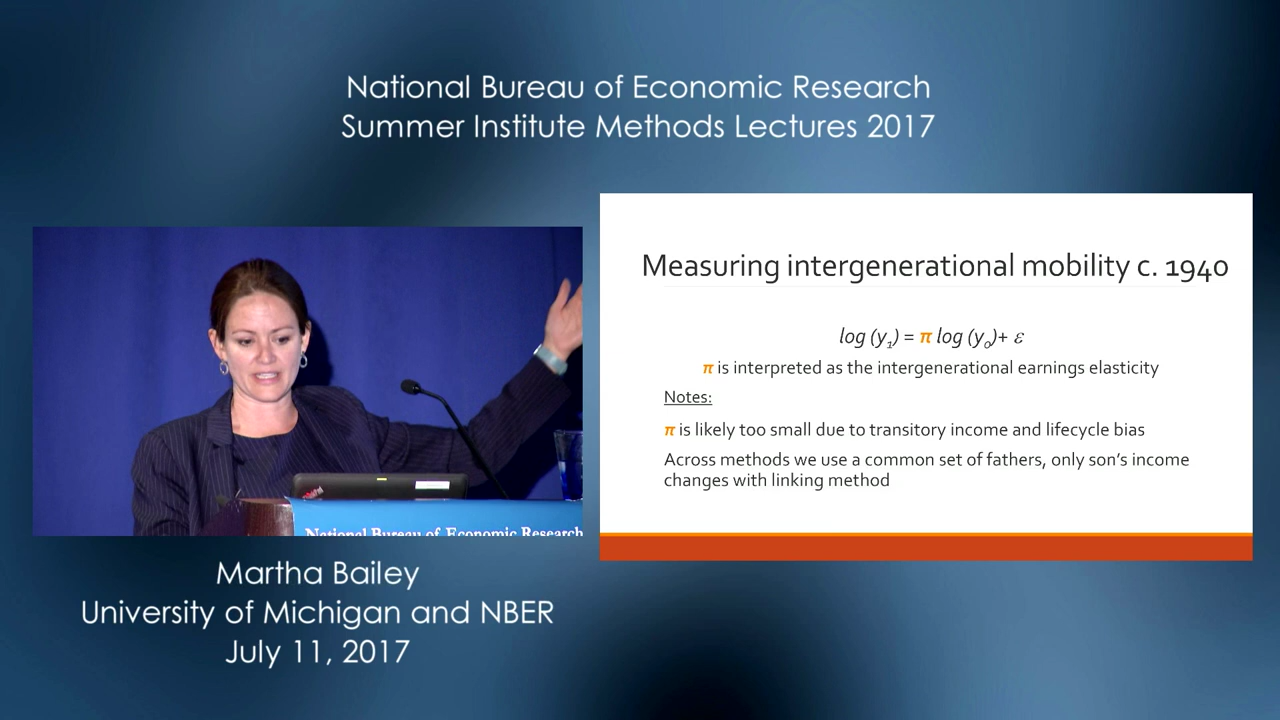 National Bureau of Economic Research
Summer Institute Methods Lectures 2017
Measuring intergenerational mobility c. 1940
log (y₁) = π log (y₀)+ ε
π is interpreted as the intergenerational earnings elasticity
Notes:
π is likely too small due to transitory income and lifecycle bias
Across methods we use a common set of fathers, only son's income
changes with linking method
ThinkPad
National Bureau of Economic Research
Martha Bailey
University of Michigan and NBER
July 11, 2017